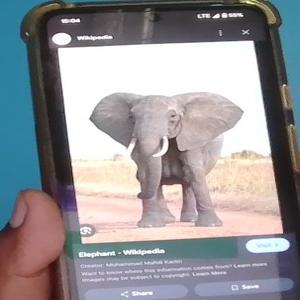 15:04
LTE 55%
Wikipedia
Elephant - Wikipedia
Visit
Creator: Muhammad Mahdi Karim
Want to know where this information comes from? Learn more
Images may be subject to copyright. Learn More
Share
Save